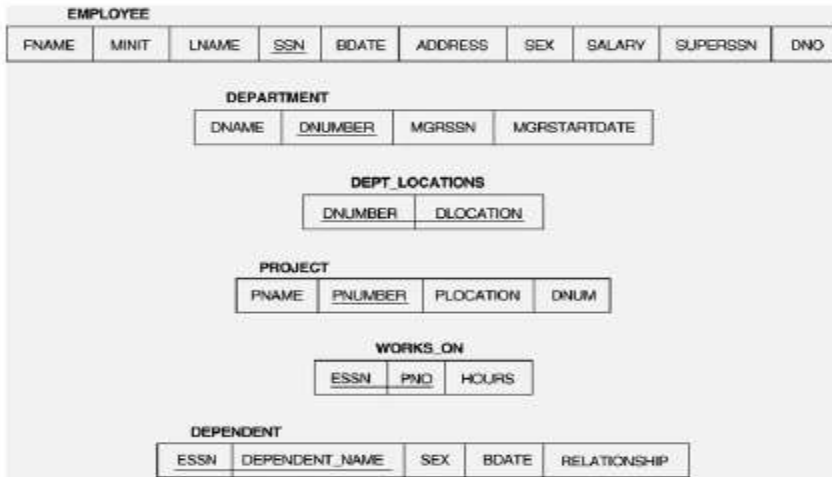 EMPLOYEE
FNAME MINIT LNAME SSN BDATE ADDRESS SEX SALARY SUPERSSN DNO
DEPARTMENT
DNAME DNUMBER MGRSSN MGRSTARTDATE
DEPT_LOCATIONS
DNUMBER DLOCATION
PROJECT
PNAME PNUMBER PLOCATION DNUM
WORKS_ON
ESSN PNO HOURS
DEPENDENT
ESSN DEPENDENT_NAME SEX BDATE RELATIONSHIP